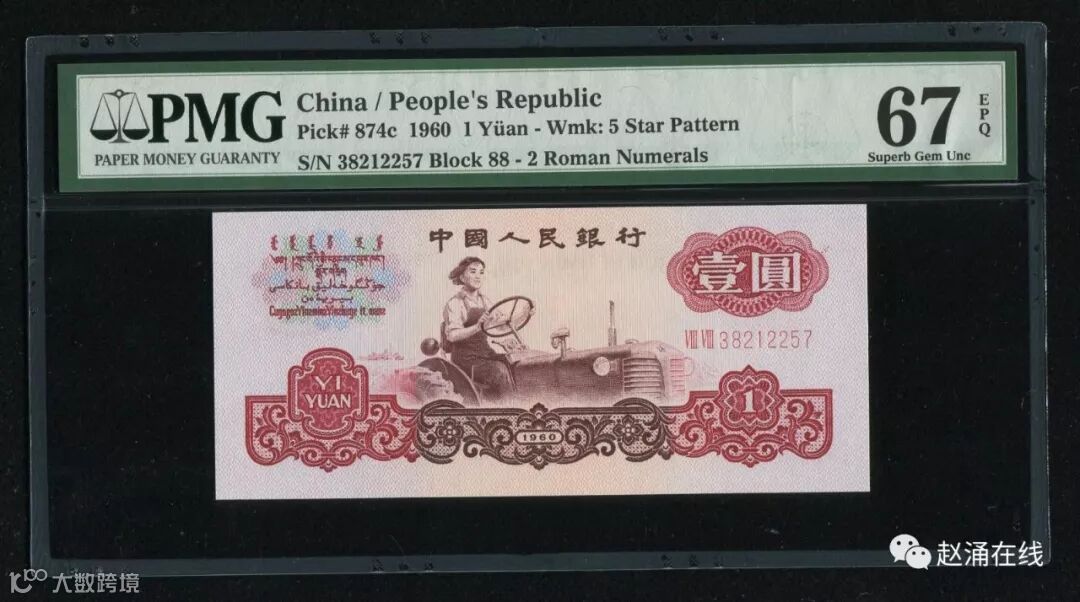 PMG
PAPER MONEY GUARANTY
China / People's Republic
Pick# 874c 1960 1 Yüan - Wmk: 5 Star Pattern
S/N 38212257 Block 88 - 2 Roman Numerals
67
EPQ
Superb Gem Unc
中國人民銀行
壹圓
VIII VIII 38212257
YI
YUAN
1960
1
赵涌在线
大数跨境